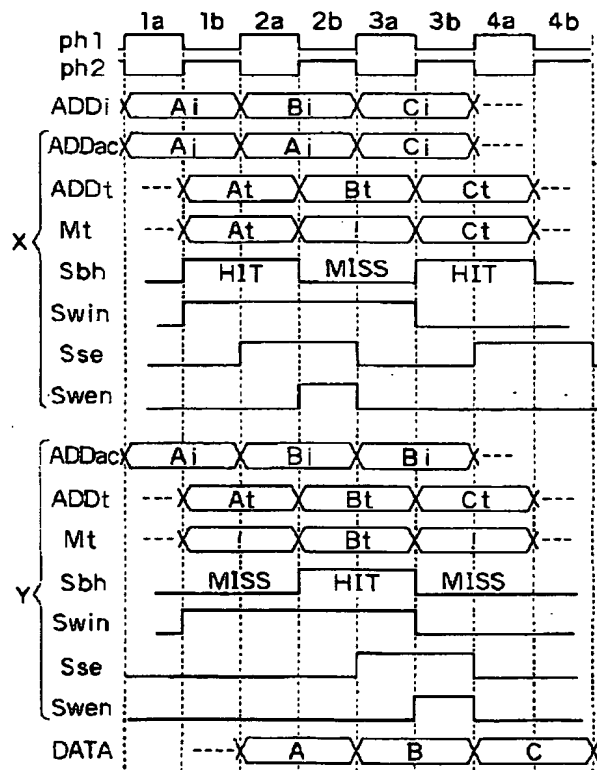 1a 1b 2a 2b 3a 3b 4a 4b
ph1
ph2
ADDi Ai Bi Ci
X
ADDac Ai Ai Ci
ADDt At Bt Ct
Mt At Ct
Sbh HIT MISS HIT
Swin
Sse
Swen
Y
ADDac Ai Bi Bi
ADDt At Bt Ct
Mt Bt
Sbh MISS HIT MISS
Swin
Sse
Swen
DATA A B C